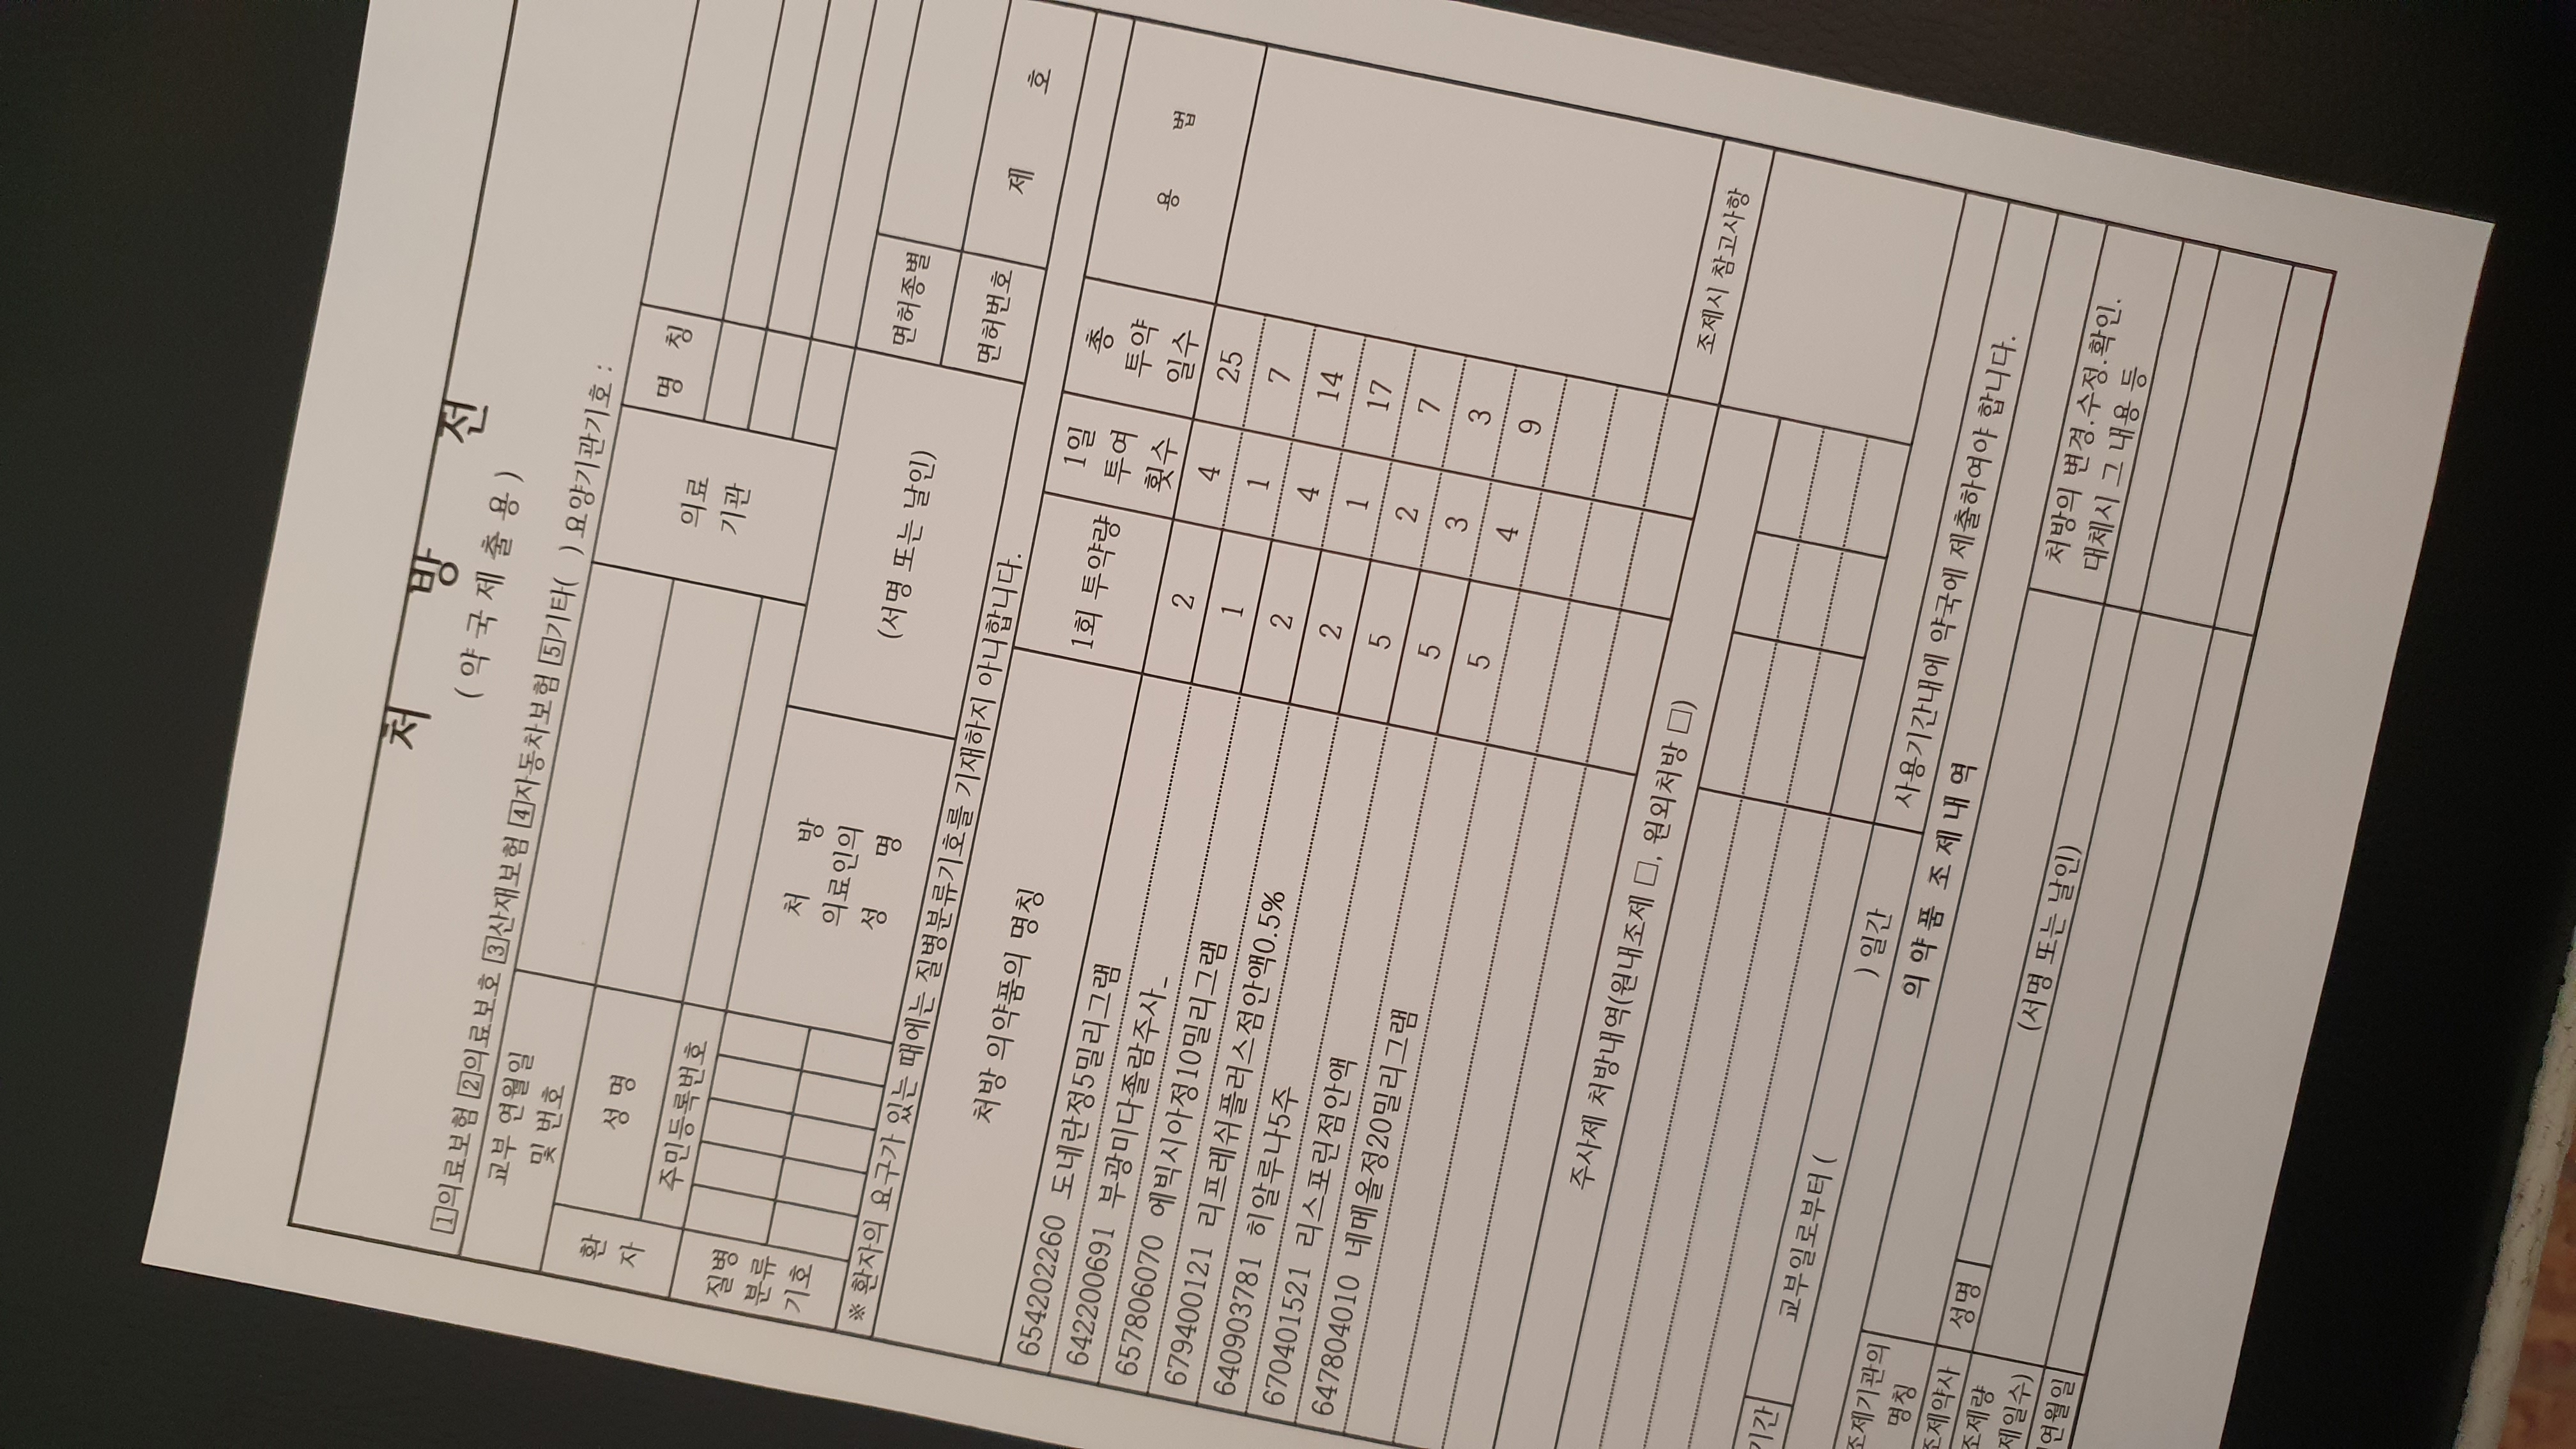 처 방 전
( 약 국 제 출 용 )
1의료보험 2의료보호 3산재보험 4자동차보험 5기타( ) 요양기관기호 :
교부 연월일
및 번호
환
자
성 명
주민등록번호
의료
기관
명 칭
질병
분류
기호
처 방
의료인의
성 명
(서명 또는 날인)
면허종별
면허번호
제 호
※ 환자의 요구가 있는 때에는 질병분류기호를 기재하지 아니합니다.
처방 의약품의 명칭
1회 투약량
1일
투여
횟수
총
투약
일수
용 법
654202260 도네란정5밀리그램 2 4 25
642200691 부광미다졸람주사_ 1 1 7
657806070 에빅시아정10밀리그램 2 4 14
679400121 리프레쉬플러스점안액0.5% 2 1 17
640903781 히알루나5주 5 2 7
670401521 리스포린점안액 5 3 3
647804010 네메올정20밀리그램 5 4 9
주사제 처방내역(원내조제 □, 원외처방 □)
조제시 참고사항
기간
교부일로부터 ( ) 일간
사용기간내에 약국에 제출하여야 합니다.
의 약 품 조 제 내 역
조제기관의
명칭
조제약사
성명
(서명 또는 날인)
처방의 변경.수정.확인.
대체시 그 내용 등
조제량
제일수)
연월일